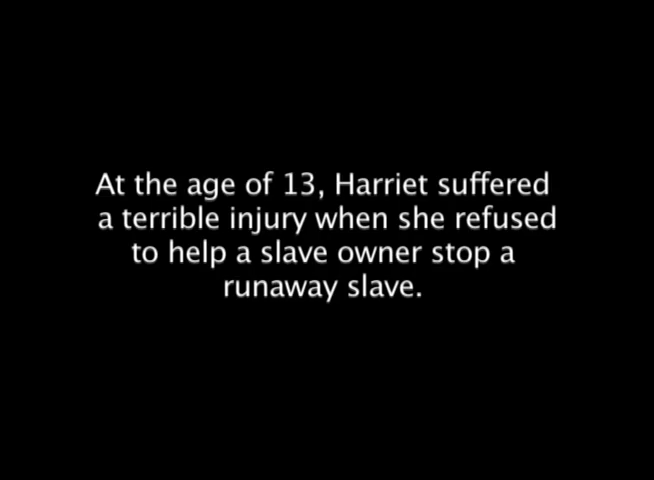 At the age of 13, Harriet suffered
a terrible injury when she refused
to help a slave owner stop a
runaway slave.